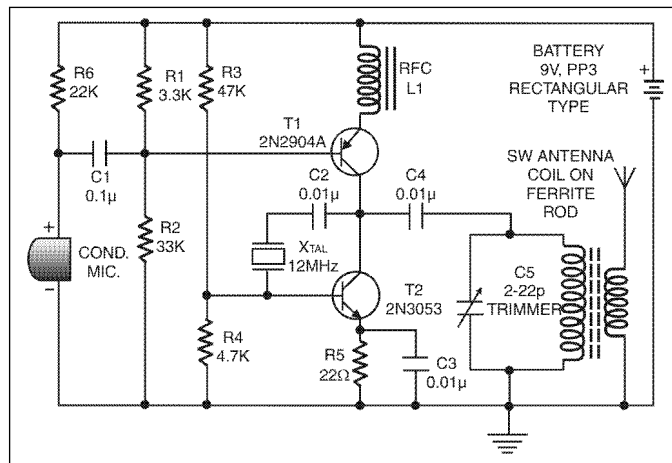 R6
22K
R1
3.3K
R3
47K
RFC
L1
BATTERY
9V, PP3
RECTANGULAR
TYPE
+
T1
2N2904A
C1
0.1µ
C2
0.01µ
C4
0.01µ
SW ANTENNA
COIL ON
FERRITE
ROD
+
COND.
MIC.
–
R2
33K
XTAL
12MHz
T2
2N3053
C5
2-22p
TRIMMER
R4
4.7K
R5
22Ω
C3
0.01µ